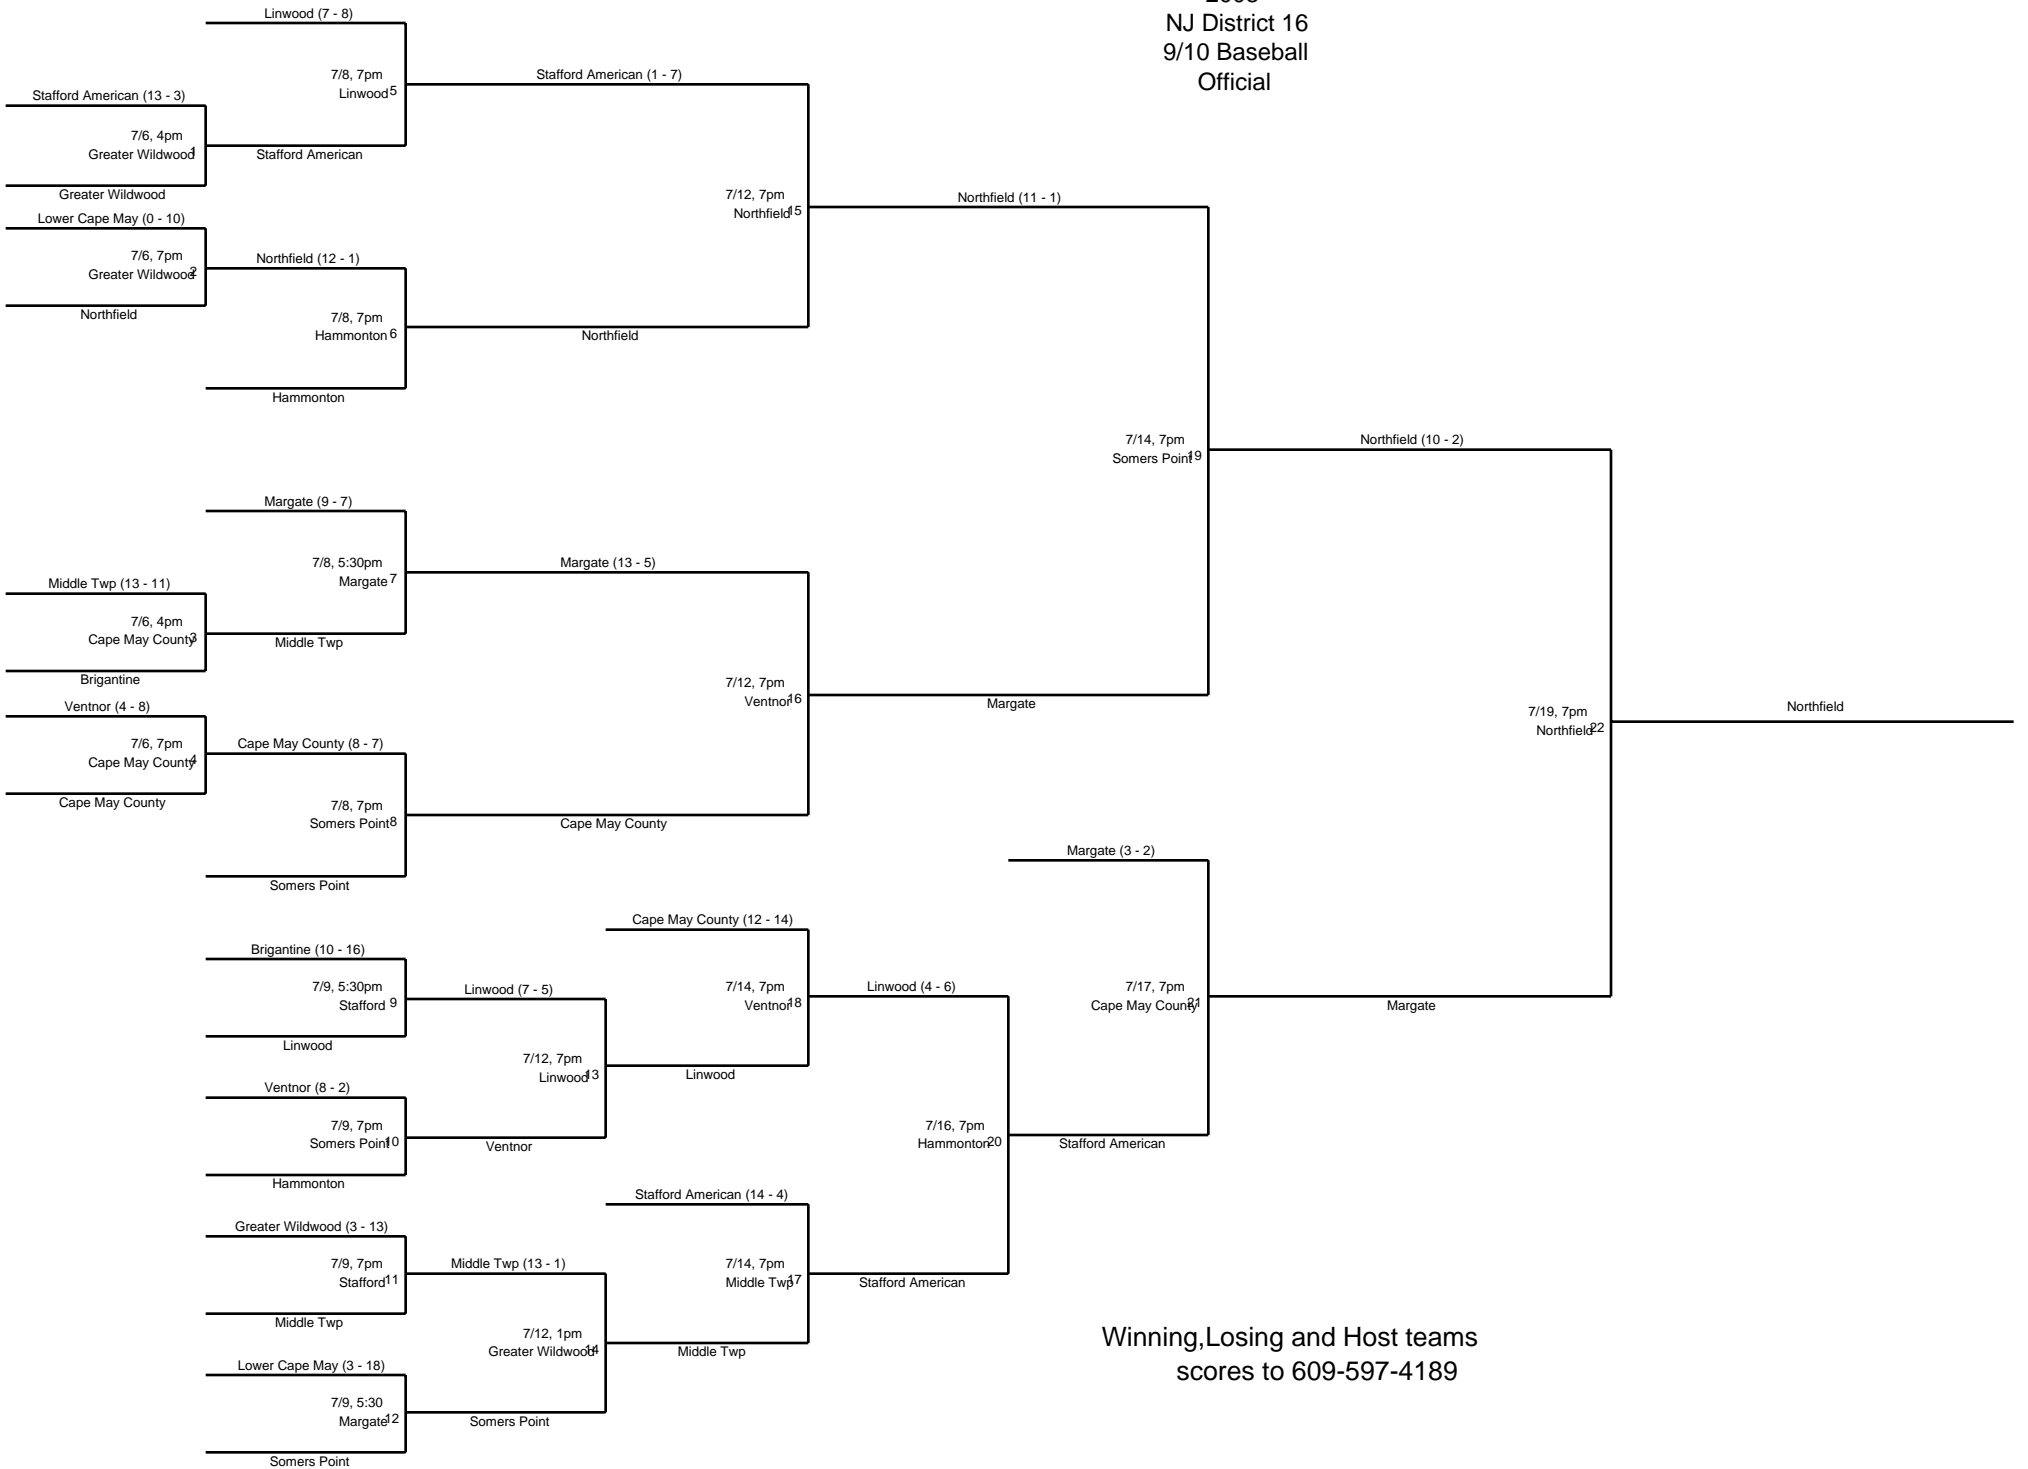 NJ District 16
9/10 Baseball
Official
Linwood (7 - 8)
7/8, 7pm
Linwood 5
Stafford American (1 - 7)
Stafford American (13 - 3)
7/6, 4pm
Greater Wildwood 1
Stafford American
Greater Wildwood
Lower Cape May (0 - 10)
7/6, 7pm
Greater Wildwood 2
Northfield (12 - 1)
Northfield
7/8, 7pm
Hammonton 6
Northfield
Hammonton
7/12, 7pm
Northfield 15
Northfield (11 - 1)
7/14, 7pm
Somers Point 19
Northfield (10 - 2)
Margate (9 - 7)
7/8, 5:30pm
Margate 7
Margate (13 - 5)
Middle Twp (13 - 11)
7/6, 4pm
Cape May County 3
Middle Twp
Brigantine
Ventnor (4 - 8)
7/6, 7pm
Cape May County 4
Cape May County (8 - 7)
Cape May County
7/8, 7pm
Somers Point 8
Cape May County
Somers Point
7/12, 7pm
Ventnor 16
Margate
7/19, 7pm
Northfield 22
Northfield
Margate (3 - 2)
Cape May County (12 - 14)
Brigantine (10 - 16)
7/9, 5:30pm
Stafford 9
Linwood (7 - 5)
Linwood
7/12, 7pm
Linwood 13
7/14, 7pm
Ventnor 18
Linwood (4 - 6)
Linwood
7/17, 7pm
Cape May County 21
Margate
Ventnor (8 - 2)
7/9, 7pm
Somers Point 10
Ventnor
Hammonton
7/16, 7pm
Hammonton 20
Stafford American
Stafford American (14 - 4)
Greater Wildwood (3 - 13)
7/9, 7pm
Stafford 11
Middle Twp (13 - 1)
Middle Twp
7/14, 7pm
Middle Twp 17
Stafford American
7/12, 1pm
Greater Wildwood 14
Middle Twp
Lower Cape May (3 - 18)
7/9, 5:30
Margate 12
Somers Point
Somers Point
Winning,Losing and Host teams
scores to 609-597-4189